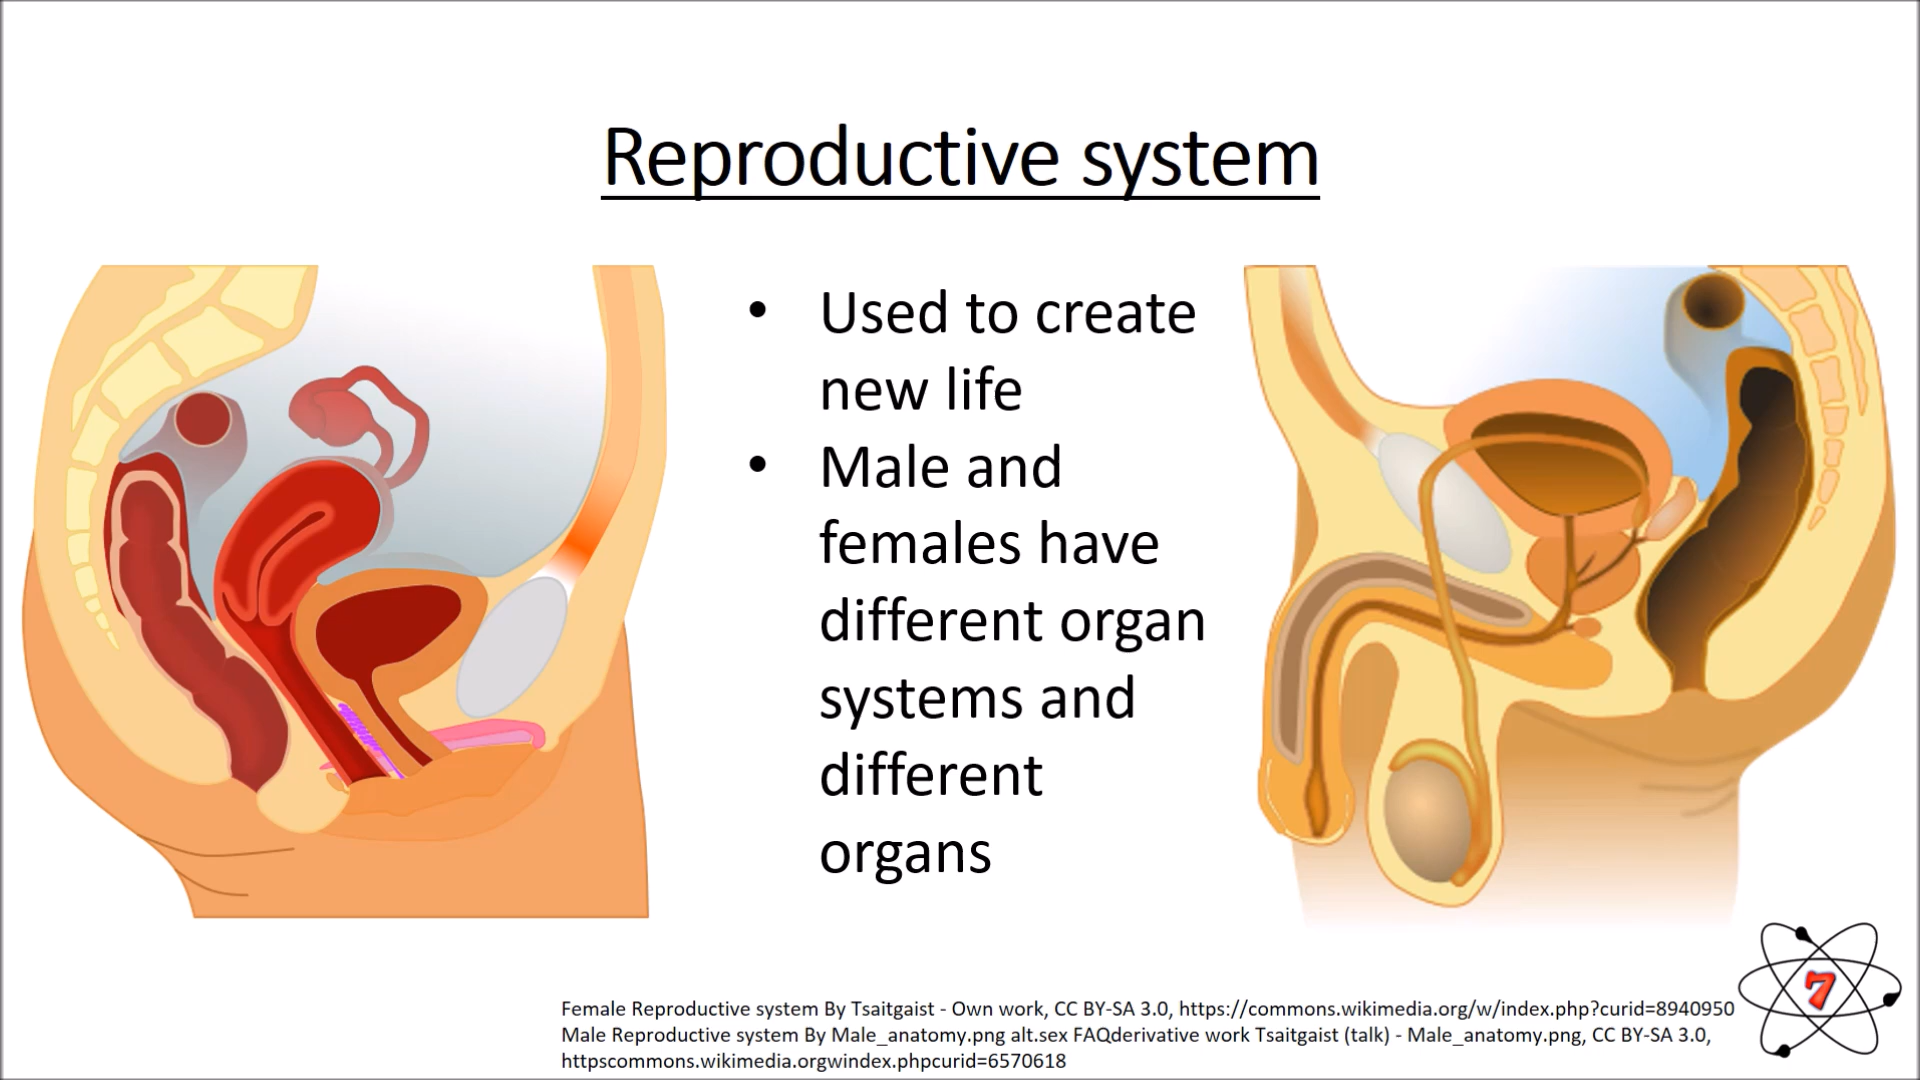 Reproductive system
• Used to create
new life
• Male and
females have
different organ
systems and
different
organs
Female Reproductive system By Tsaitgaist - Own work, CC BY-SA 3.0, https://commons.wikimedia.org/w/index.php?curid=8940950
Male Reproductive system By Male_anatomy.png alt.sex FAQderivative work Tsaitgaist (talk) - Male_anatomy.png, CC BY-SA 3.0,
httpscommons.wikimedia.orgwindex.phpcurid=6570618
7